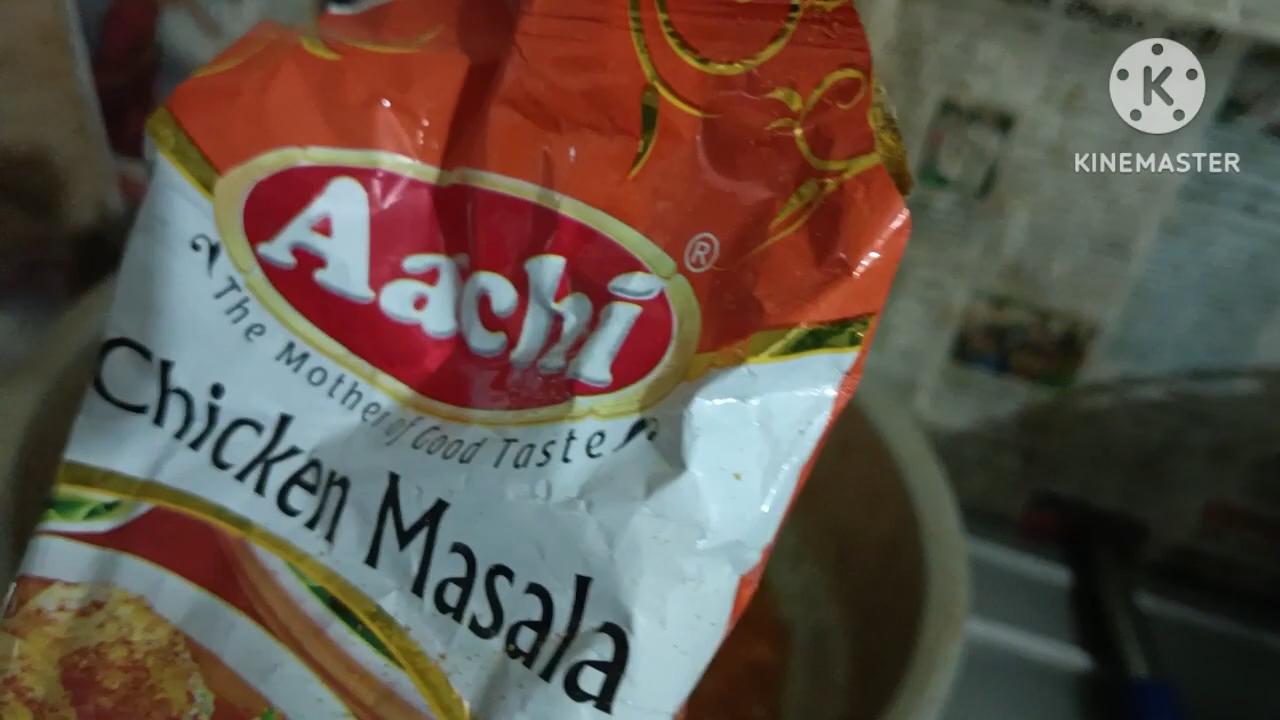 K
KINEMASTER
Aachi ®
The Mother of Good Taste
Chicken Masala